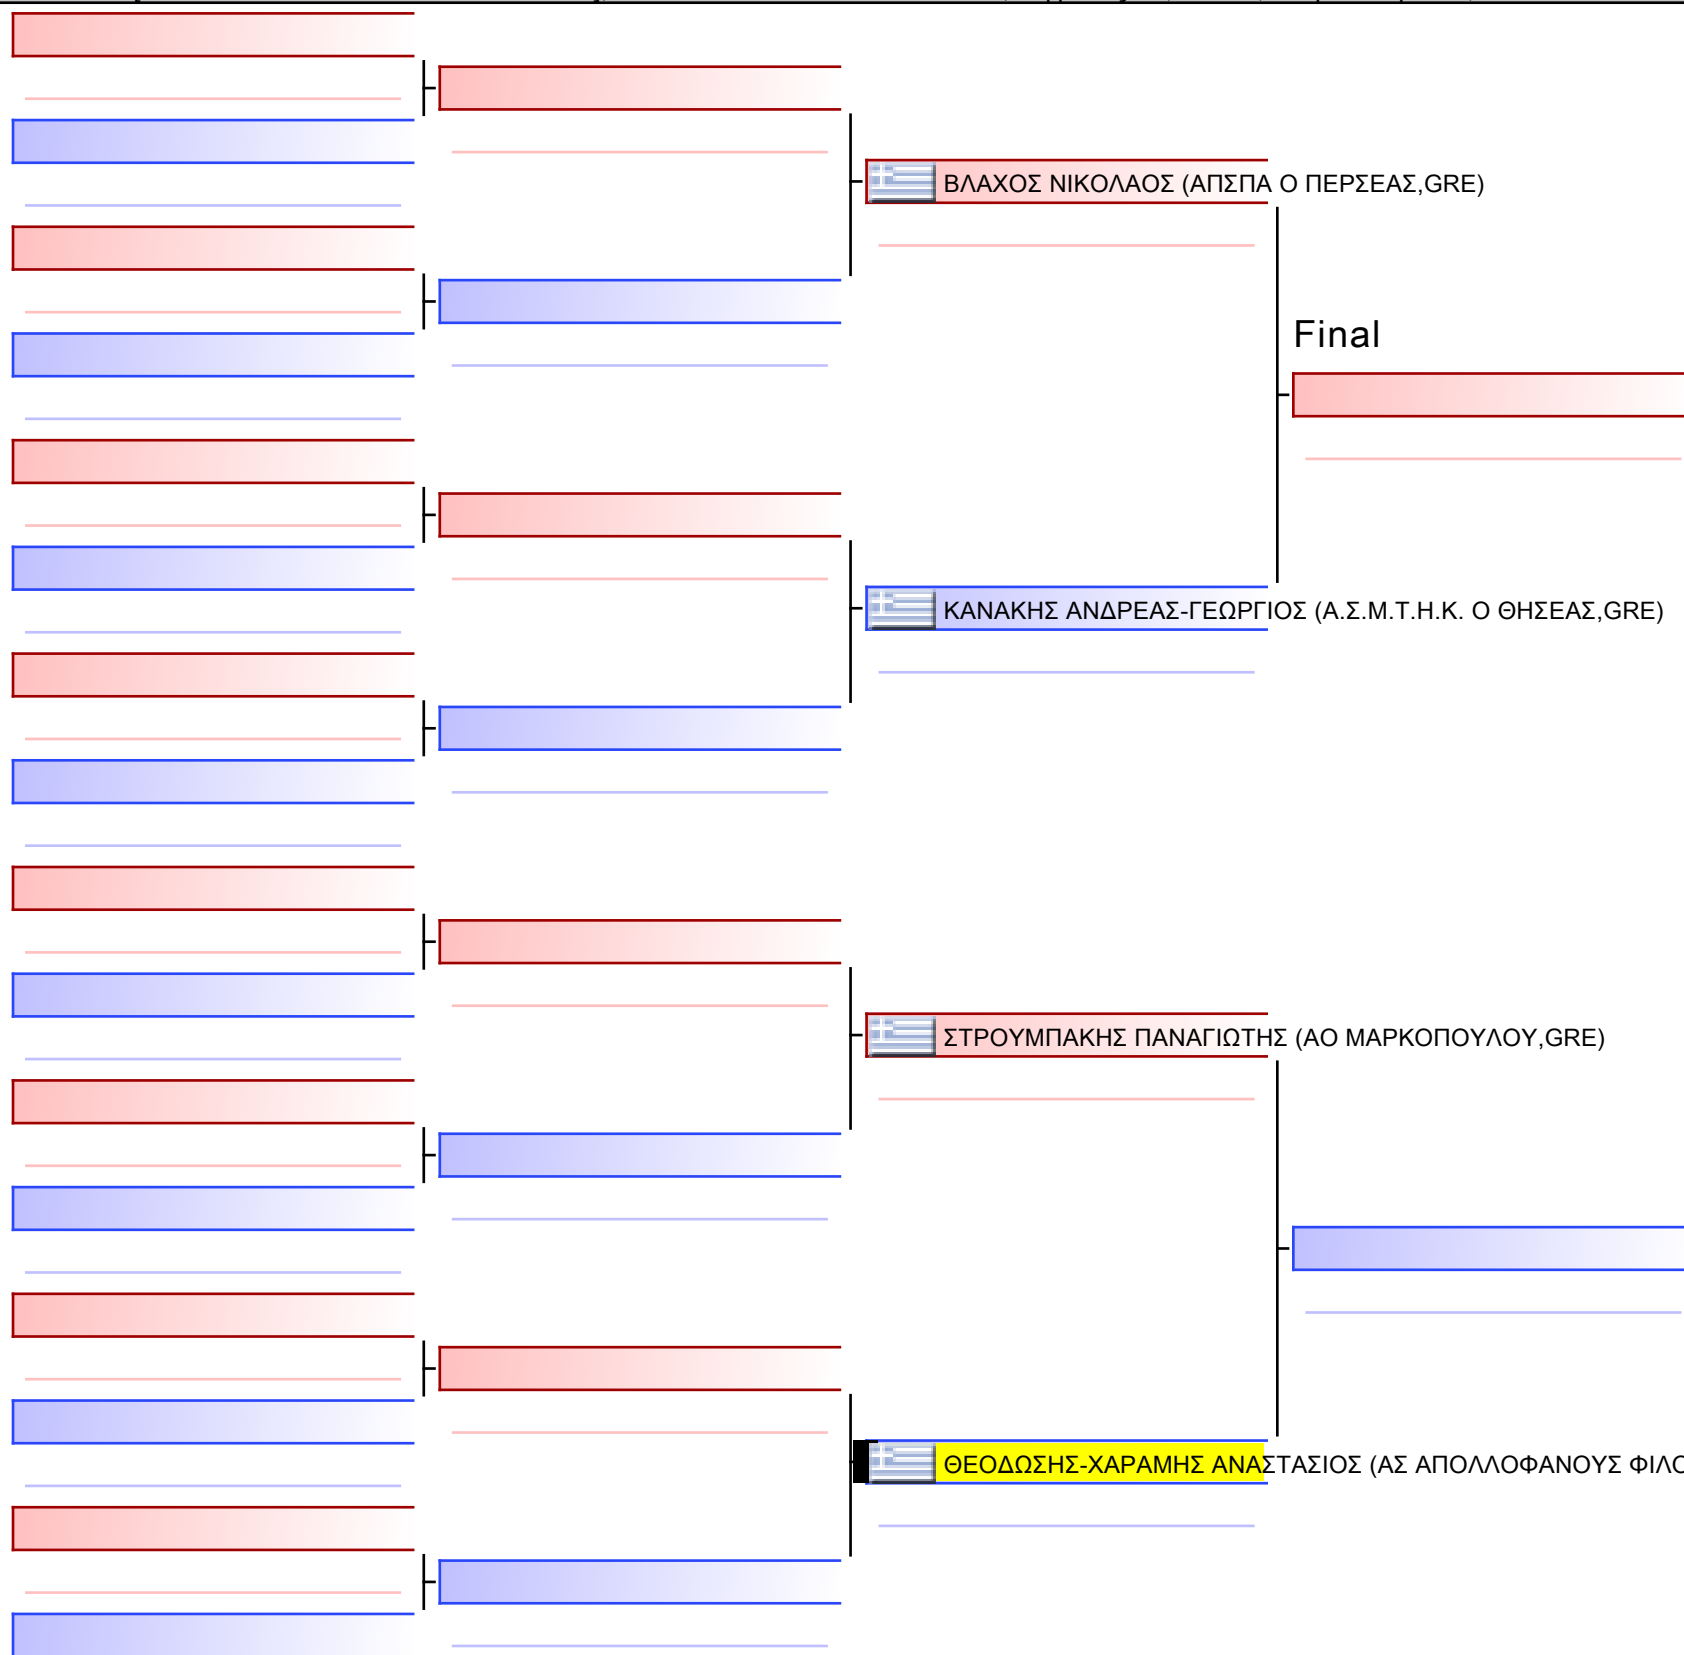 ΒΛΑΧΟΣ ΝΙΚΟΛΑΟΣ (ΑΠΣΠΑ Ο ΠΕΡΣΕΑΣ,GRE)
Final
ΚΑΝΑΚΗΣ ΑΝΔΡΕΑΣ-ΓΕΩΡΓΙΟΣ (Α.Σ.Μ.Τ.Η.Κ. Ο ΘΗΣΕΑΣ,GRE)
ΣΤΡΟΥΜΠΑΚΗΣ ΠΑΝΑΓΙΩΤΗΣ (ΑΟ ΜΑΡΚΟΠΟΥΛΟΥ,GRE)
ΘΕΟΔΩΣΗΣ-ΧΑΡΑΜΗΣ ΑΝΑΣΤΑΣΙΟΣ (ΑΣ ΑΠΟΛΛΟΦΑΝΟΥΣ